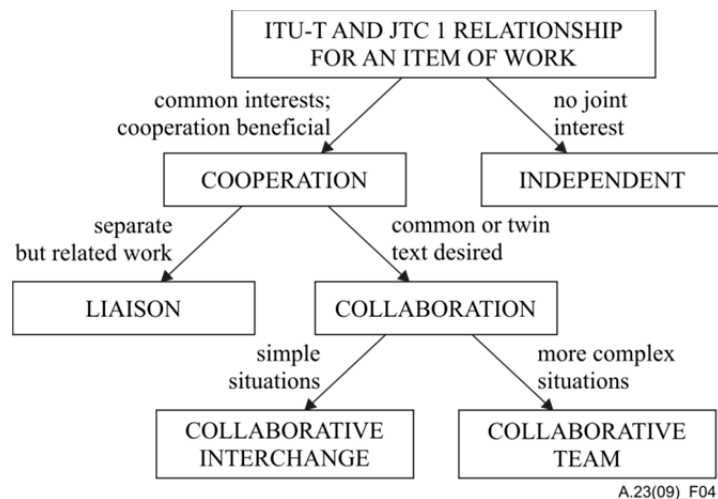 ITU-T AND JTC 1 RELATIONSHIP
FOR AN ITEM OF WORK
common interests;
cooperation beneficial
no joint
interest
COOPERATION
INDEPENDENT
separate
but related work
common or twin
text desired
LIAISON
COLLABORATION
simple
situations
more complex
situations
COLLABORATIVE
INTERCHANGE
COLLABORATIVE
TEAM
A.23(09)_F04